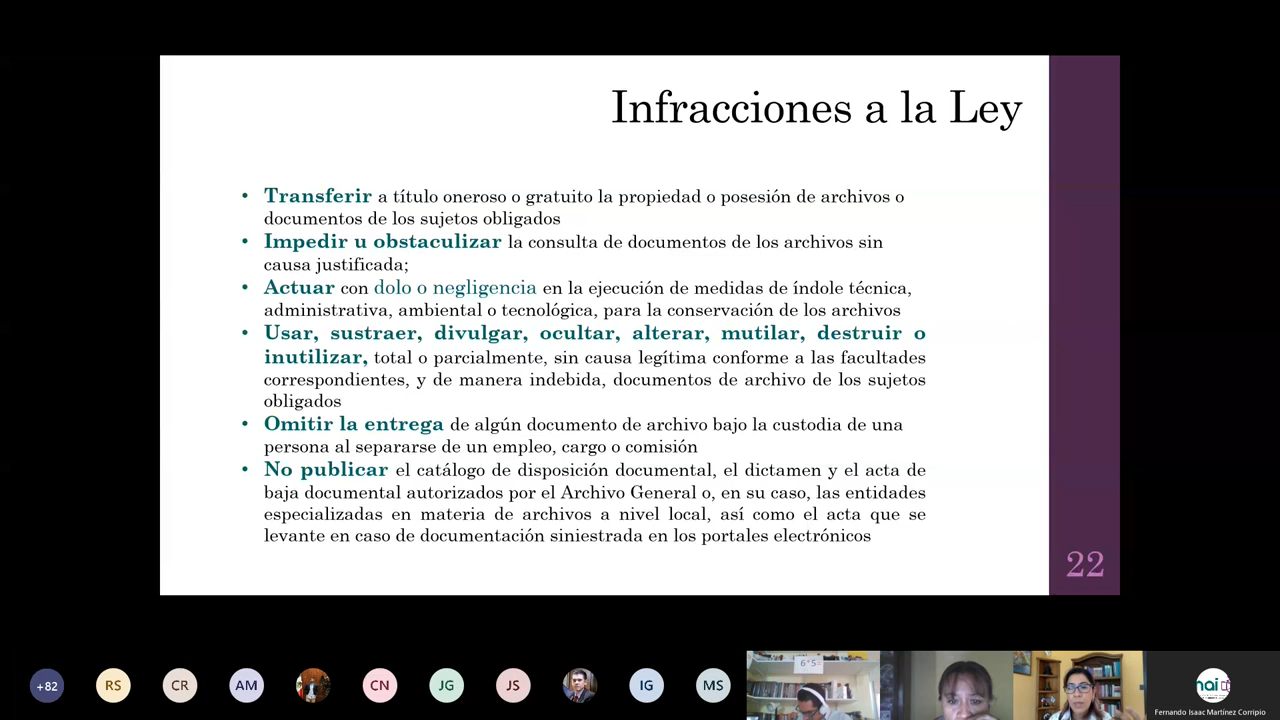 Infracciones a la Ley
• Transferir a título oneroso o gratuito la propiedad o posesión de archivos o
documentos de los sujetos obligados
• Impedir u obstaculizar la consulta de documentos de los archivos sin
causa justificada;
• Actuar con dolo o negligencia en la ejecución de medidas de índole técnica,
administrativa, ambiental o tecnológica, para la conservación de los archivos
• Usar, sustraer, divulgar, ocultar, alterar, mutilar, destruir o
inutilizar, total o parcialmente, sin causa legítima conforme a las facultades
correspondientes, y de manera indebida, documentos de archivo de los sujetos
obligados
• Omitir la entrega de algún documento de archivo bajo la custodia de una
persona al separarse de un empleo, cargo o comisión
• No publicar el catálogo de disposición documental, el dictamen y el acta de
baja documental autorizados por el Archivo General o, en su caso, las entidades
especializadas en materia de archivos a nivel local, así como el acta que se
levante en caso de documentación siniestrada en los portales electrónicos
22
+82 RS CR AM CN JG JS IG MS
Fernando Isaac Martínez Corripio